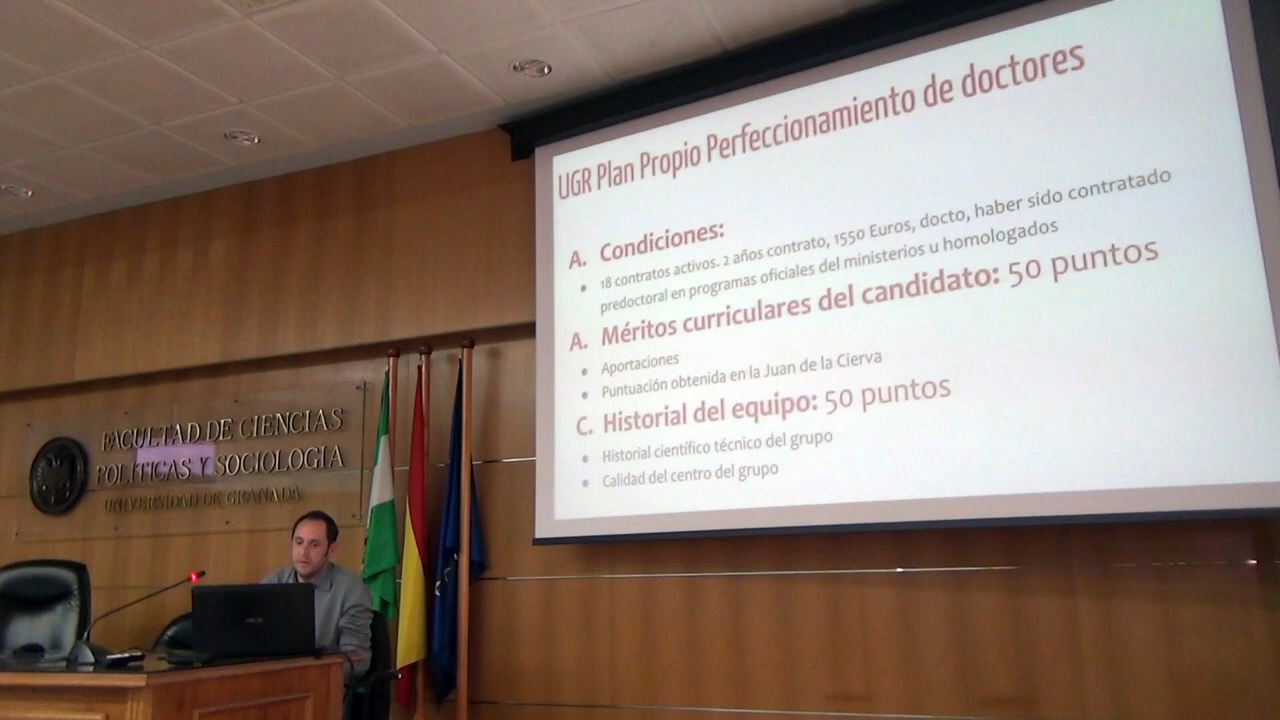 UGR Plan Propio Perfeccionamiento de doctores
A. Condiciones:
• 18 contratos activos. 2 años contrato, 1550 Euros, docto, haber sido contratado
predoctoral en programas oficiales del ministerios u homologados
A. Méritos curriculares del candidato: 50 puntos
• Aportaciones
• Puntuación obtenida en la Juan de la Cierva
C. Historial del equipo: 50 puntos
• Historial científico técnico del grupo
• Calidad del centro del grupo
FACULTAD DE CIENCIAS
POLÍTICAS Y SOCIOLOGÍA
UNIVERSIDAD DE GRANADA